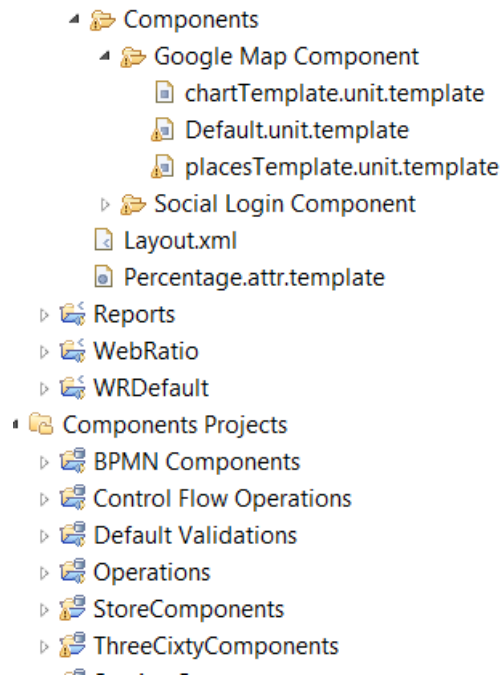 Components
Google Map Component
chartTemplate.unit.template
Default.unit.template
placesTemplate.unit.template
Social Login Component
Layout.xml
Percentage.attr.template
Reports
WebRatio
WRDefault
Components Projects
BPMN Components
Control Flow Operations
Default Validations
Operations
StoreComponents
ThreeCixtyComponents